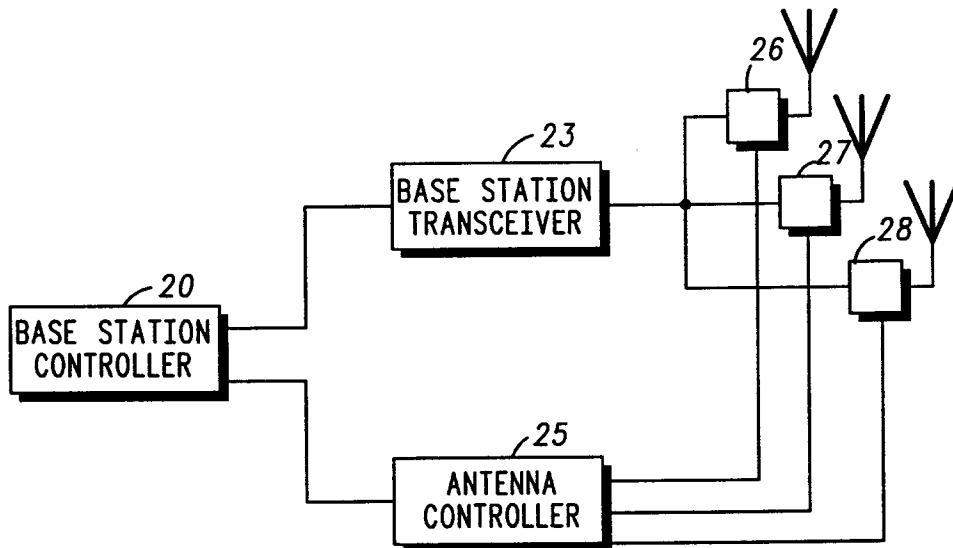 26
23
27
BASE STATION
TRANSCEIVER
28
20
BASE STATION
CONTROLLER
25
ANTENNA
CONTROLLER